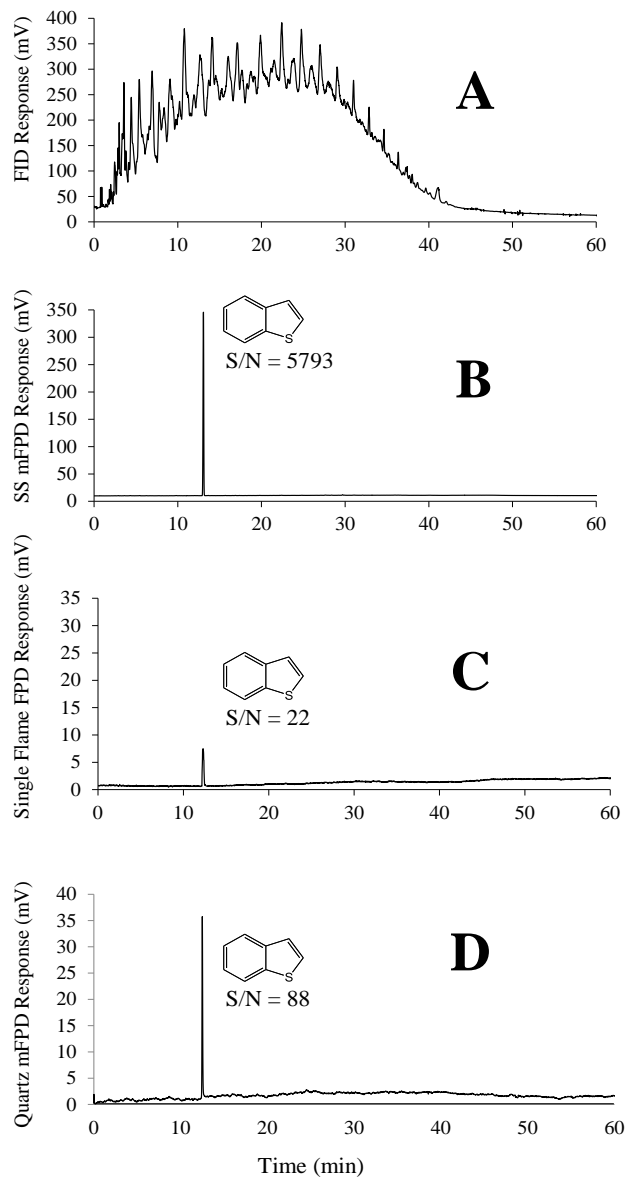 FID Response (mV)
400
350
300
250
200
150
100
50
0
0 10 20 30 40 50 60
A
SS mFPD Response (mV)
350
300
250
200
150
100
50
0
0 10 20 30 40 50 60
S
S/N = 5793
B
Single Flame FPD Response (mV)
35
30
25
20
15
10
5
0
0 10 20 30 40 50 60
S
S/N = 22
C
Quartz mFPD Response (mV)
40
35
30
25
20
15
10
5
0
0 10 20 30 40 50 60
S
S/N = 88
D
Time (min)